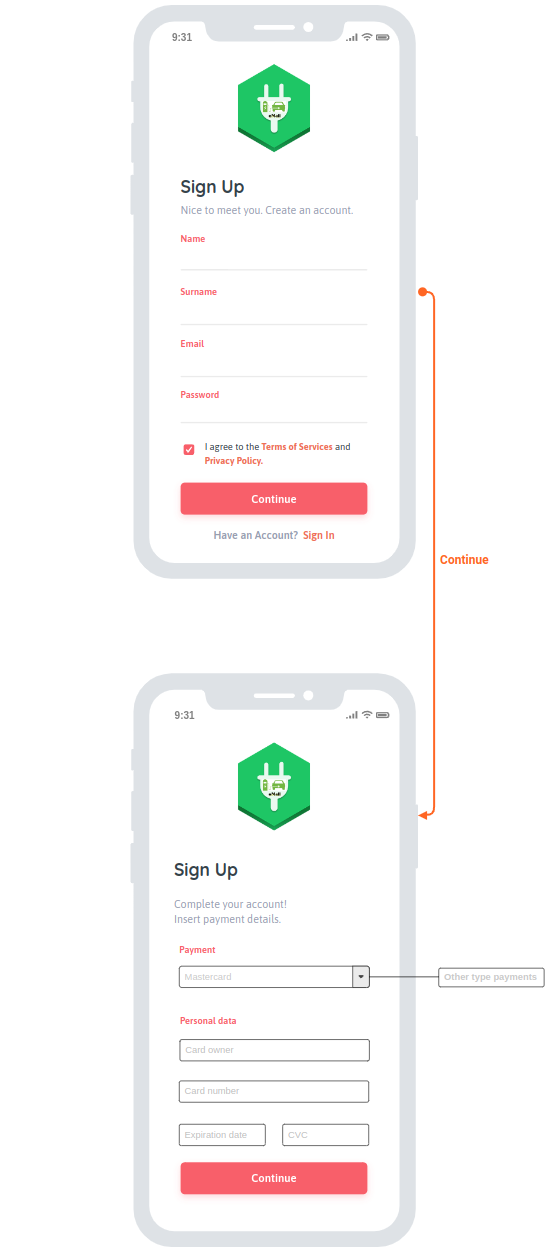 9:31
eMall
Sign Up
Nice to meet you. Create an account.
Name
Surname
Email
Password
I agree to the Terms of Services and
Privacy Policy.
Continue
Have an Account? Sign In
Continue
9:31
eMall
Sign Up
Complete your account!
Insert payment details.
Payment
Mastercard
Other type payments
Personal data
Card owner
Card number
Expiration date CVC
Continue